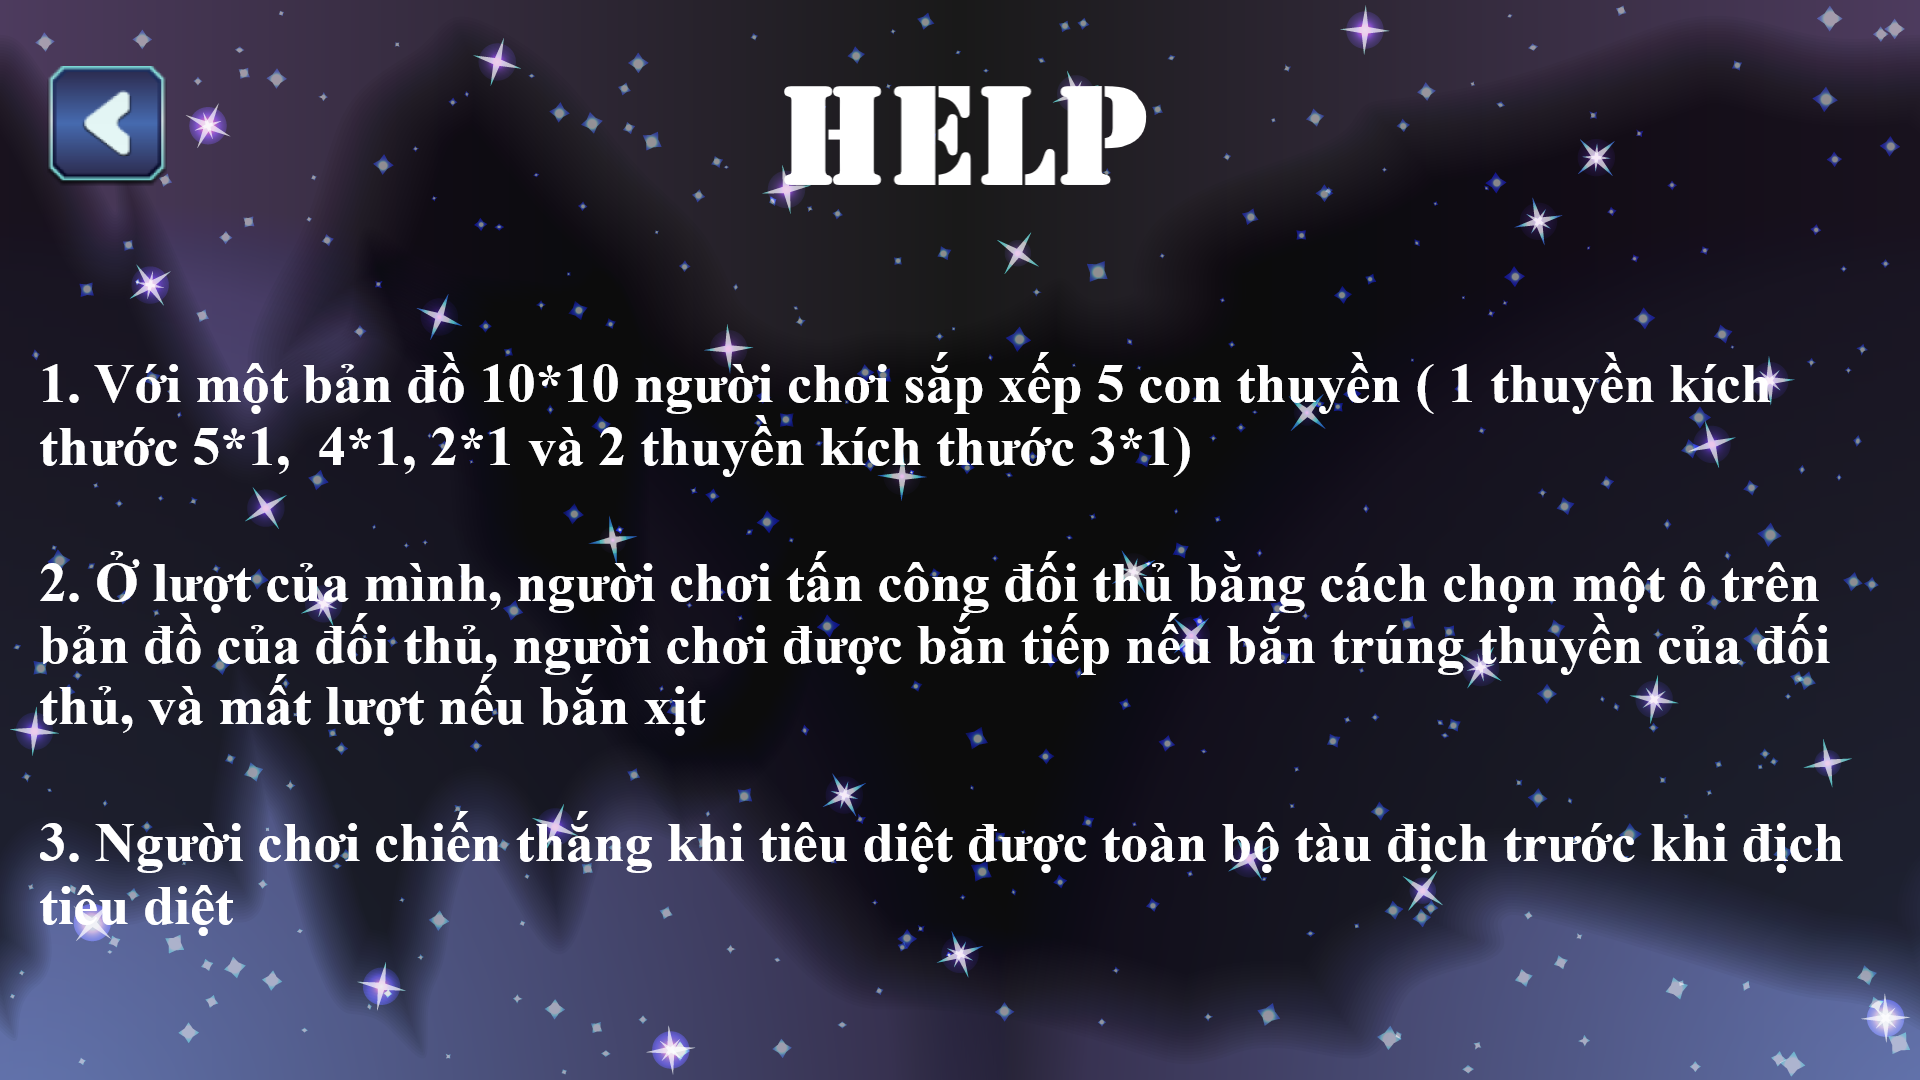 HELP
1. Với một bản đồ 10*10 người chơi sắp xếp 5 con thuyền ( 1 thuyền kích
thước 5*1,  4*1, 2*1 và 2 thuyền kích thước 3*1)
2. Ở lượt của mình, người chơi tấn công đối thủ bằng cách chọn một ô trên
bản đồ của đối thủ, người chơi được bắn tiếp nếu bắn trúng thuyền của đối
thủ, và mất lượt nếu bắn xịt
3. Người chơi chiến thắng khi tiêu diệt được toàn bộ tàu địch trước khi địch
tiêu diệt